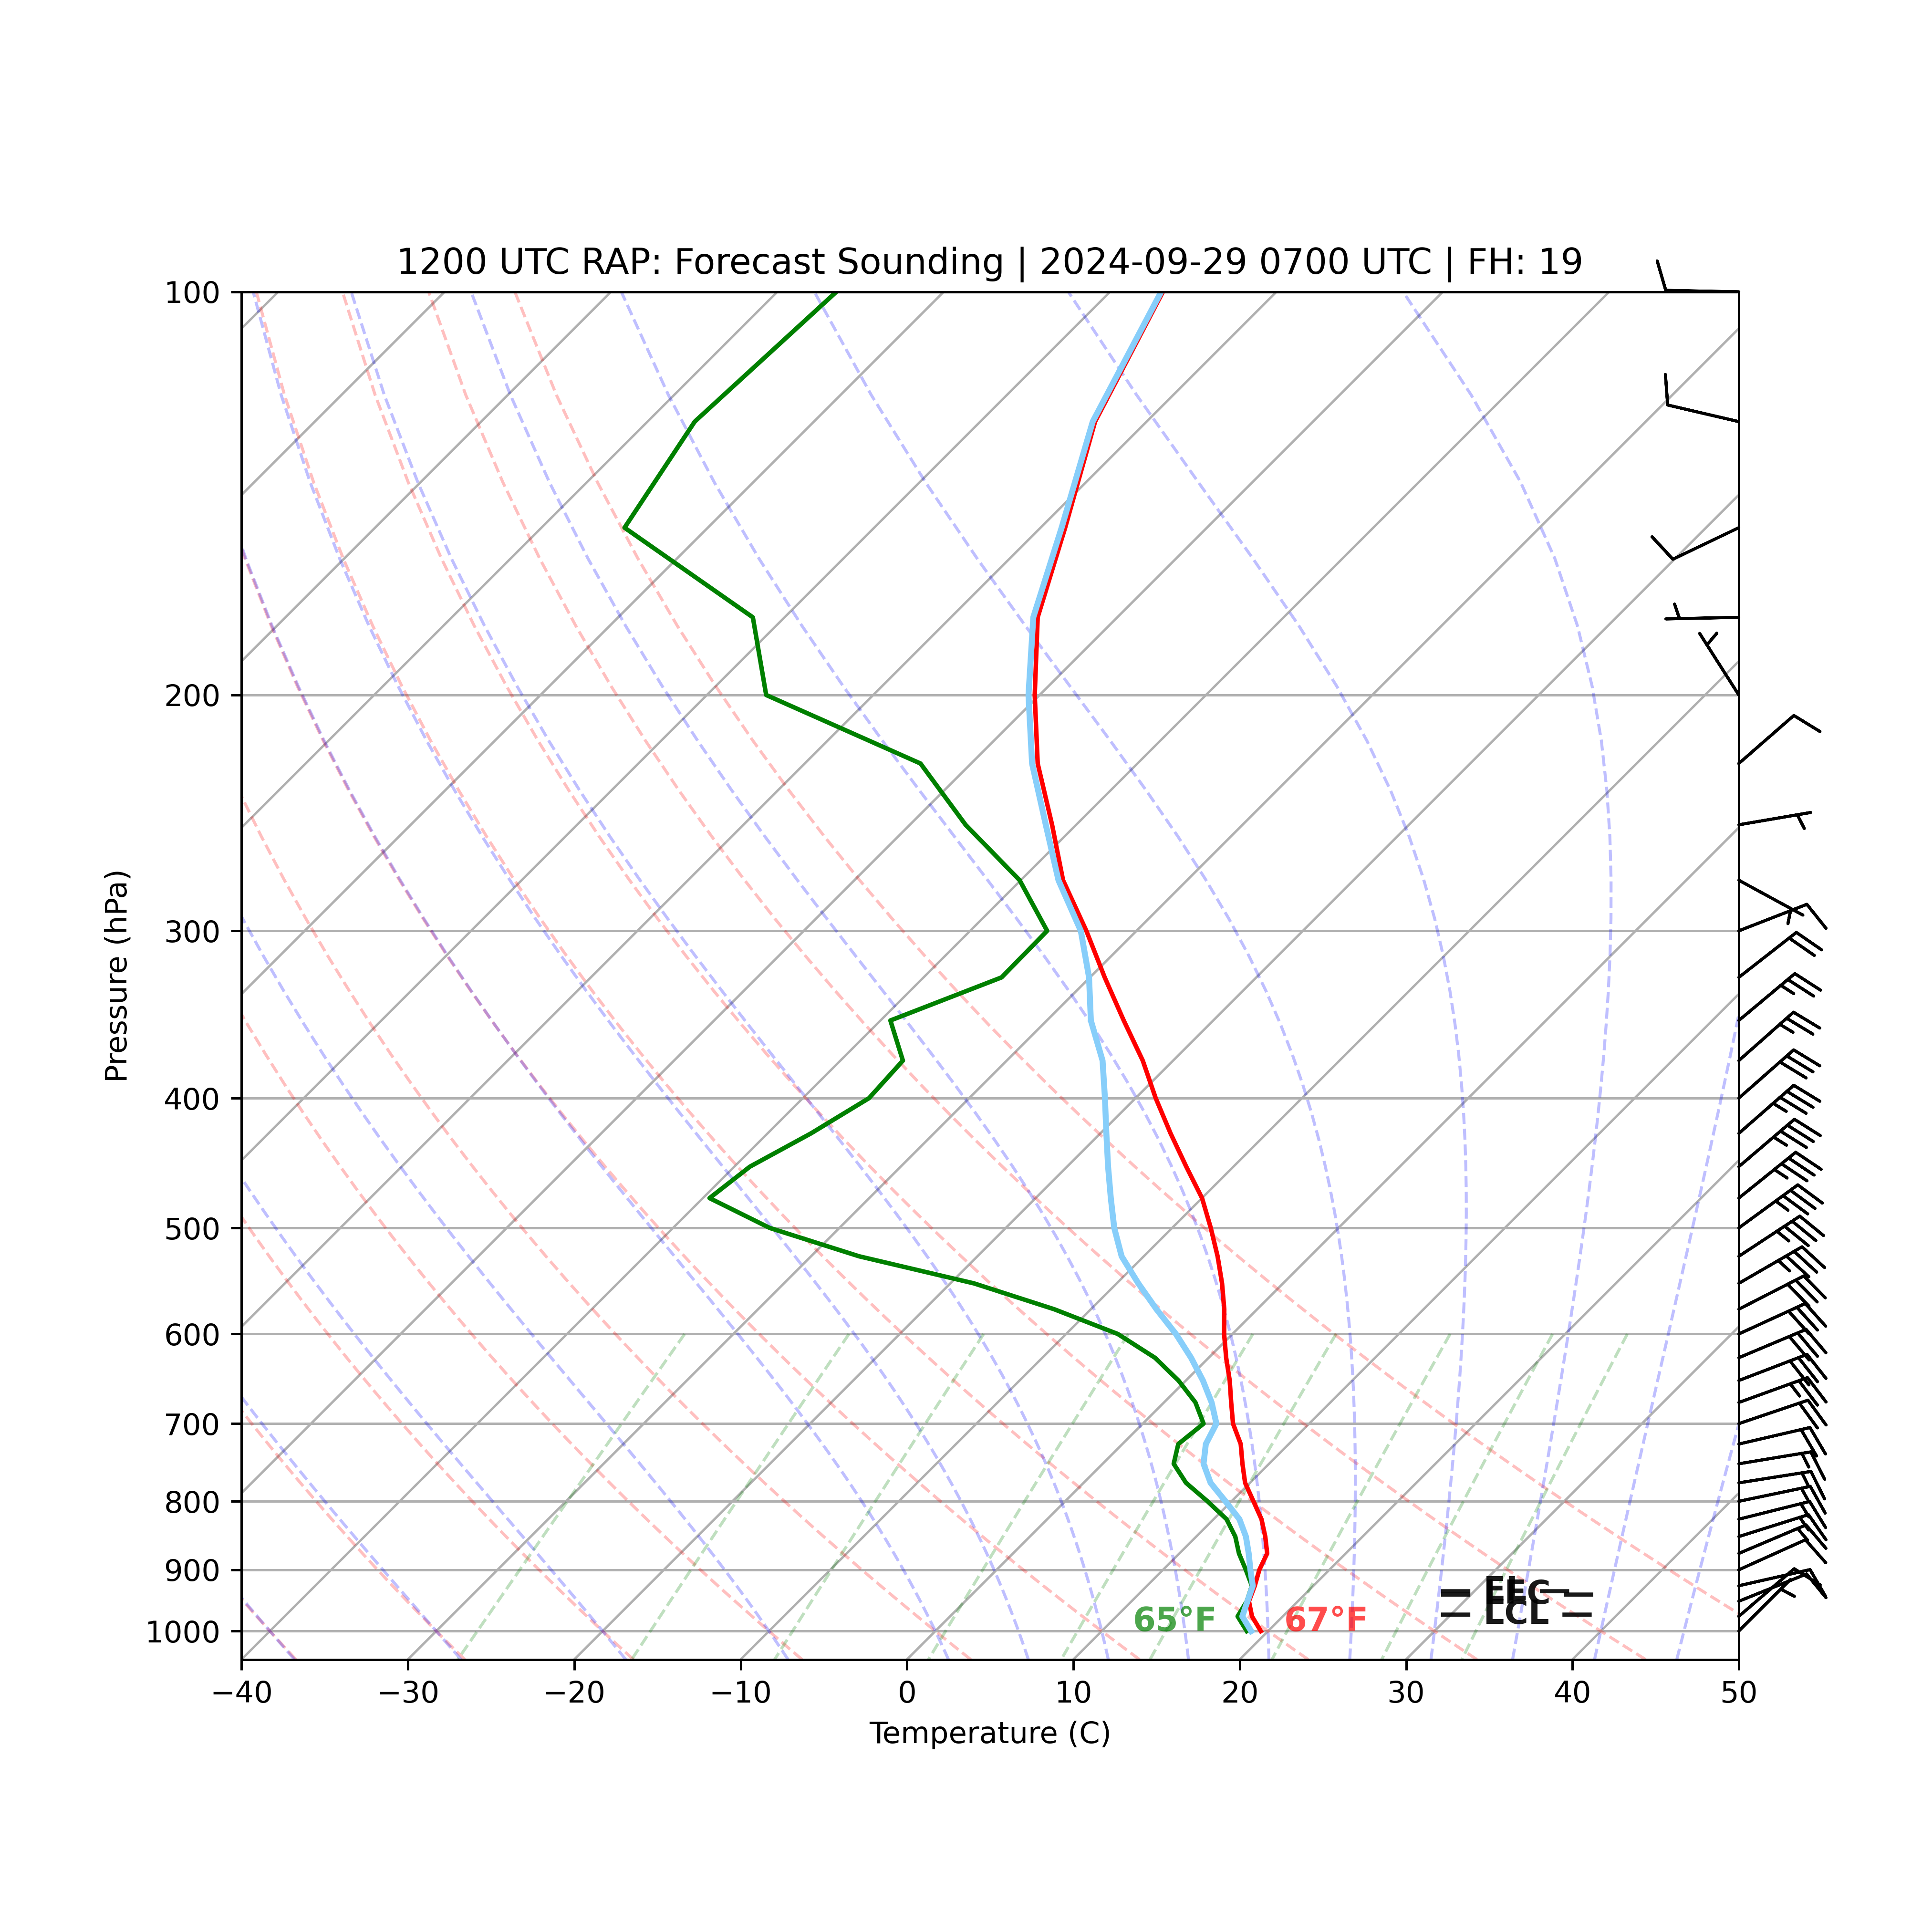 1200 UTC RAP: Forecast Sounding | 2024-09-29 0700 UTC | FH: 19
100
200
300
400
500
600
700
800
900
1000
Pressure (hPa)
65°F
67°F
LCL
−40 −30 −20 −10 0 10 20 30 40 50
Temperature (C)